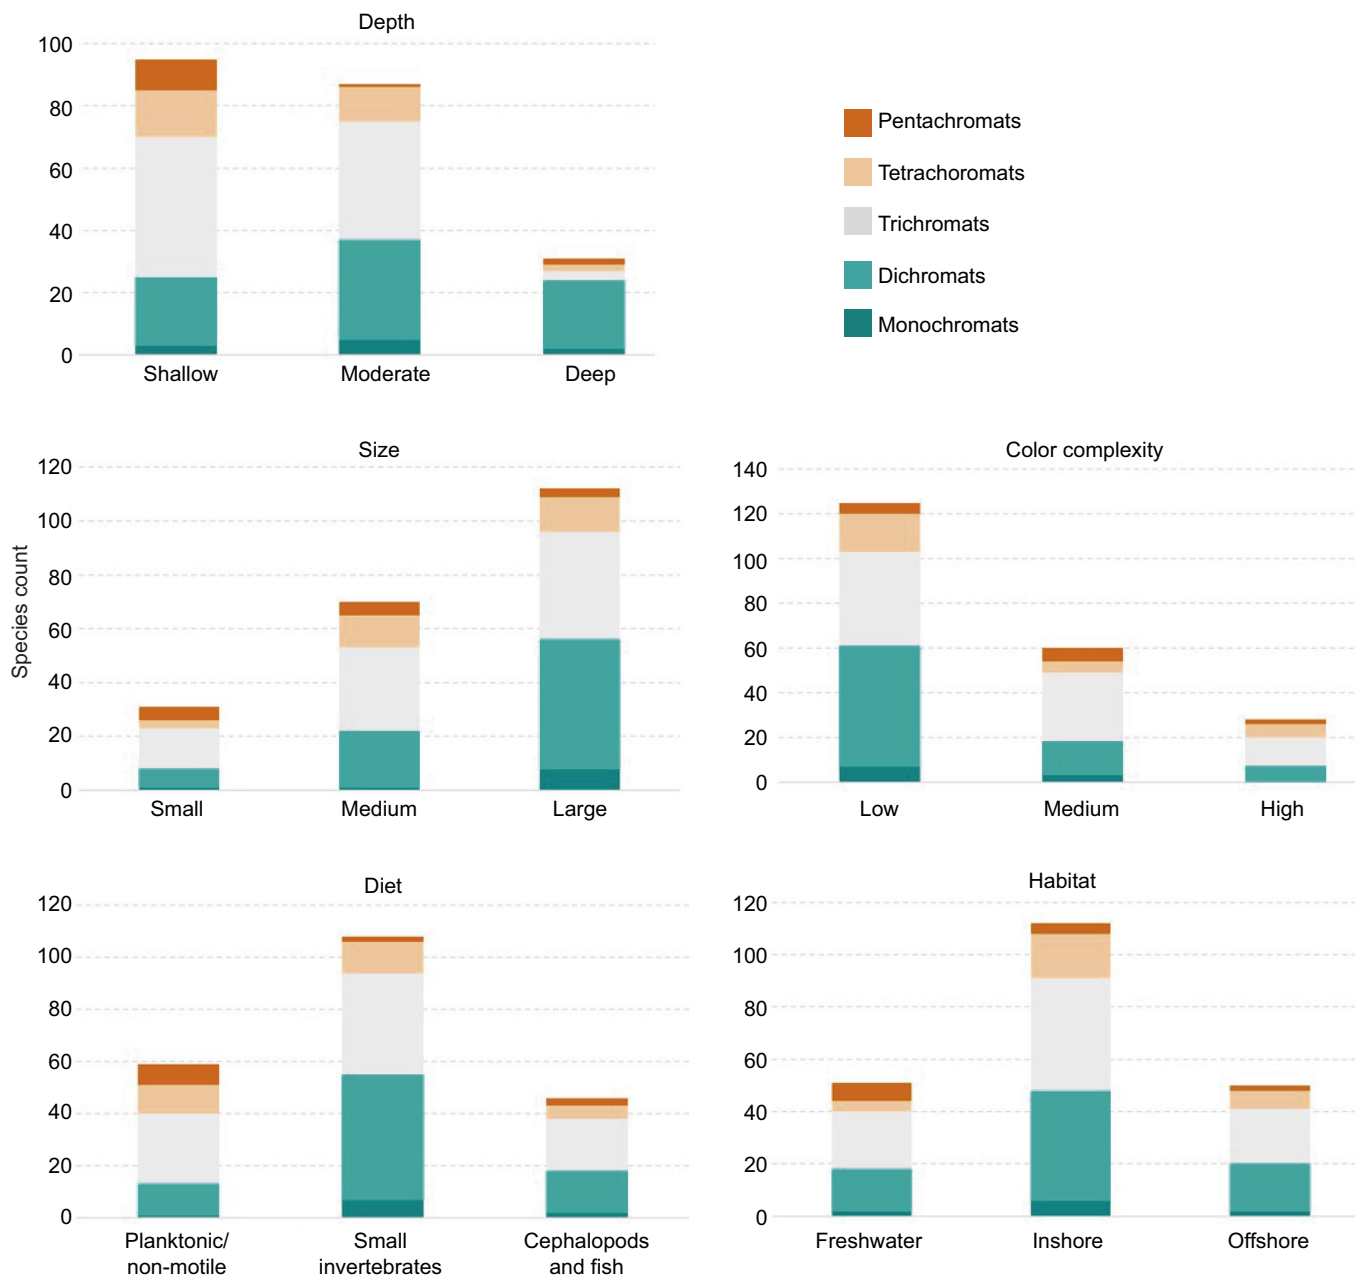 Depth
100
80
60
40
20
0
Shallow Moderate Deep
Pentachromats
Tetrachoromats
Trichromats
Dichromats
Monochromats
Species count
Size
120
100
80
60
40
20
0
Small Medium Large
Color complexity
140
120
100
80
60
40
20
0
Low Medium High
Diet
120
100
80
60
40
20
0
Planktonic/ Small Cephalopods
non-motile invertebrates and fish
Habitat
120
100
80
60
40
20
0
Freshwater Inshore Offshore